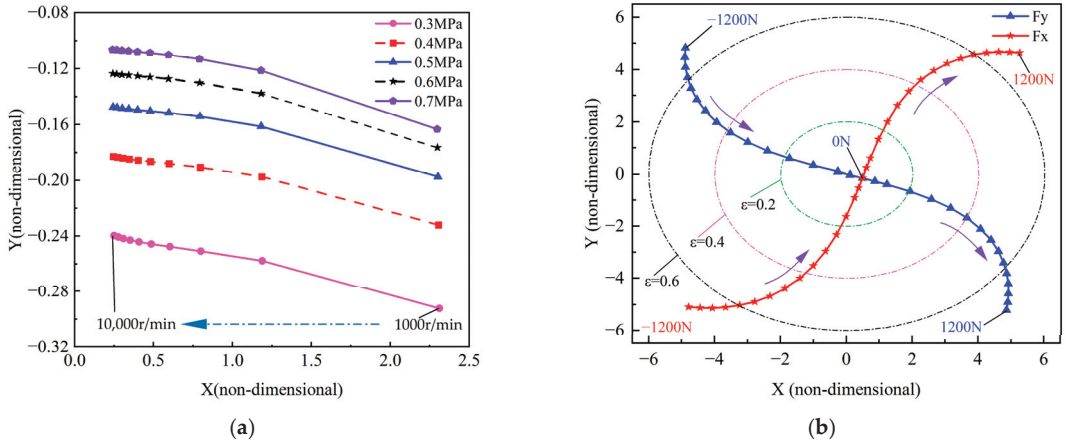 −0.08
−0.12
−0.16
−0.20
−0.24
−0.28
−0.32
Y(non-dimensional)
0.3MPa
0.4MPa
0.5MPa
0.6MPa
0.7MPa
10,000r/min
1000r/min
0.0 0.5 1.0 1.5 2.0 2.5
X(non-dimensional)
(a)
6
4
2
0
−2
−4
−6
Y (non-dimensional)
Fy
Fx
−1200N
1200N
0N
ε=0.2
ε=0.4
ε=0.6
−1200N
1200N
−6 −4 −2 0 2 4 6
X (non-dimensional)
(b)